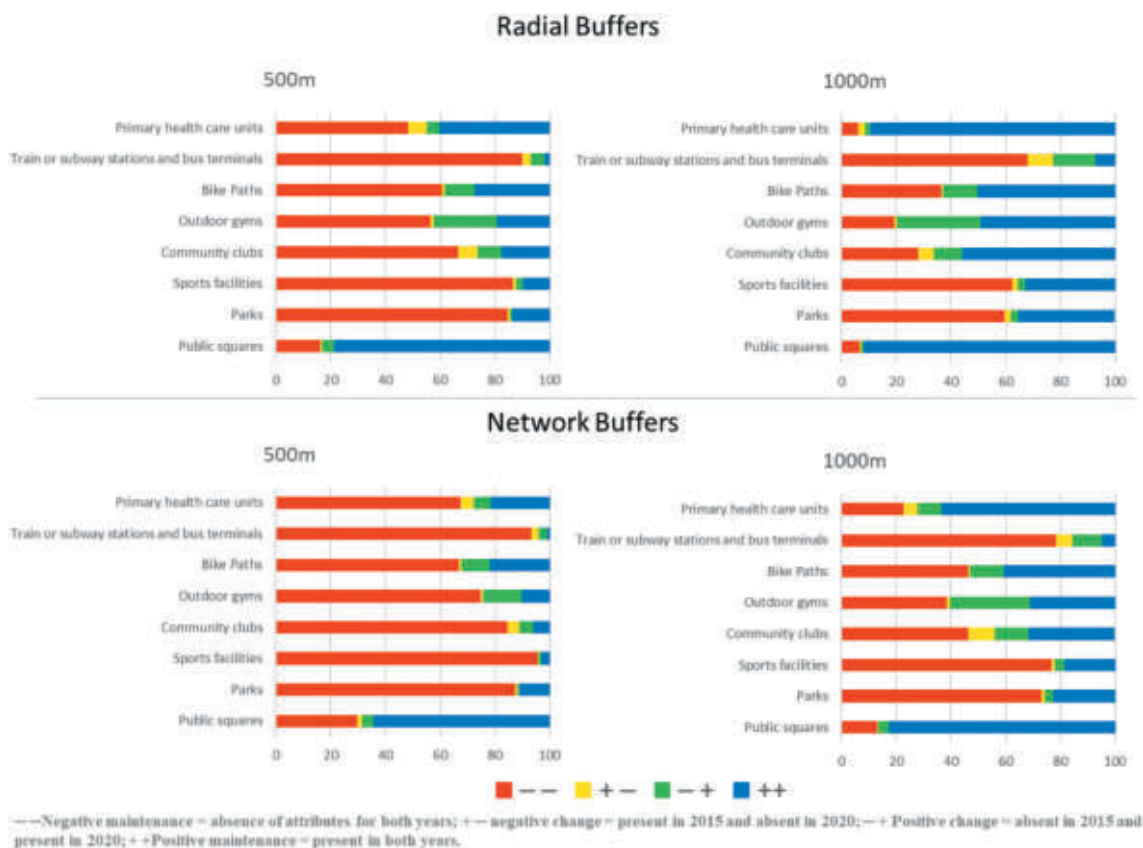 Radial Buffers
500m
Primary health care units
Train or subway stations and bus terminals
Bike Paths
Outdoor gyms
Community clubs
Sports facilities
Parks
Public squares
0 20 40 60 80 100
1000m
Primary health care units
Train or subway stations and bus terminals
Bike Paths
Outdoor gyms
Community clubs
Sports facilities
Parks
Public squares
0 20 40 60 80 100
Network Buffers
500m
Primary health care units
Train or subway stations and bus terminals
Bike Paths
Outdoor gyms
Community clubs
Sports facilities
Parks
Public squares
0 20 40 60 80 100
1000m
Primary health care units
Train or subway stations and bus terminals
Bike Paths
Outdoor gyms
Community clubs
Sports facilities
Parks
Public squares
0 20 40 60 80 100
– – + – – + ++
— —Negative maintenance = absence of attributes for both years; + — negative change = present in 2015 and absent in 2020; — + Positive change = absent in 2015 and
present in 2020; + +Positive maintenance = present in both years.